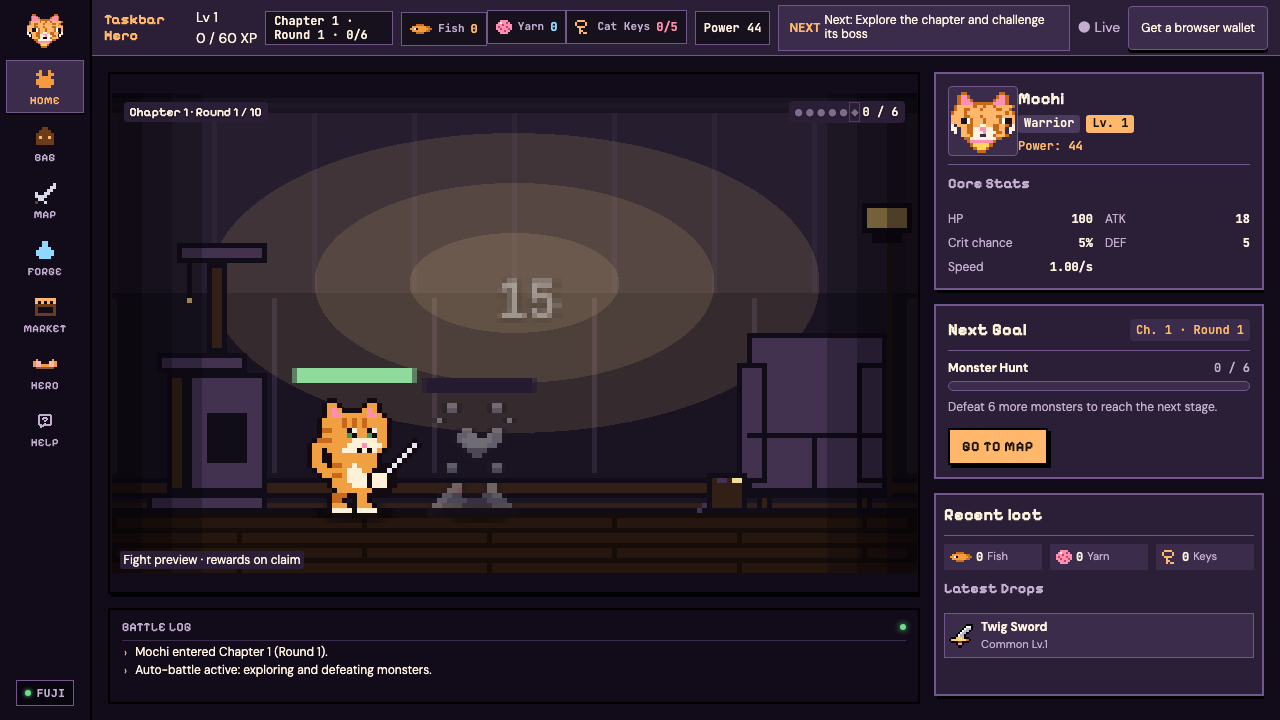 Taskbar
Hero
Lv 1
0 / 60 XP
Chapter 1 ·
Round 1 · 0/6
Fish 0
Yarn 0
Cat Keys 0/5
Power 44
NEXT
Next: Explore the chapter and challenge
its boss
Live
Get a browser wallet
HOME
BAG
MAP
FORGE
MARKET
HERO
HELP
FUJI
Chapter 1 · Round 1 / 10
0 / 6
15
Fight preview · rewards on claim
BATTLE LOG
› Mochi entered Chapter 1 (Round 1).
› Auto-battle active: exploring and defeating monsters.
Mochi
Warrior
Lv. 1
Power: 44
Core Stats
HP 100 ATK 18
Crit chance 5% DEF 5
Speed 1.00/s
Next Goal
Ch. 1 · Round 1
Monster Hunt 0 / 6
Defeat 6 more monsters to reach the next stage.
GO TO MAP
Recent loot
0 Fish
0 Yarn
0 Keys
Latest Drops
Twig Sword
Common Lv.1